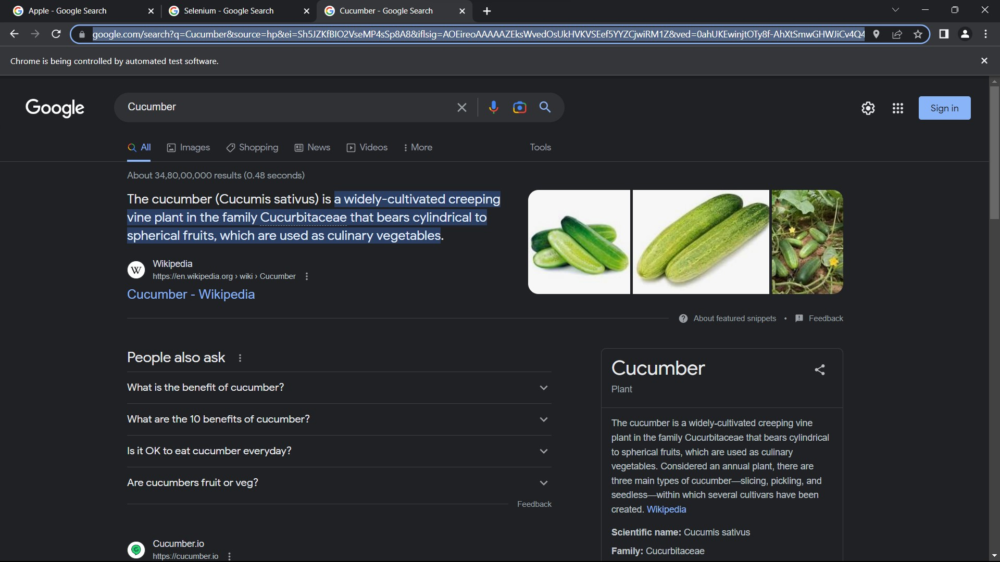 Apple - Google Search
Selenium - Google Search
Cucumber - Google Search
google.com/search?q=Cucumber&source=hp&ei=Sh5JZKfBIO2VseMP4sSp8A8&iflsig=AOEireoAAAAAZEksWvedOsUkHVKVSEef5YYZCjwiRM1Z&ved=0ahUKEwinjtOTy8f-AhXtSmwGHWJiCv4Q4
Chrome is being controlled by automated test software.
Google
Cucumber
Sign in
All
Images
Shopping
News
Videos
More
Tools
About 34,80,00,000 results (0.48 seconds)
The cucumber (Cucumis sativus) is a widely-cultivated creeping
vine plant in the family Cucurbitaceae that bears cylindrical to
spherical fruits, which are used as culinary vegetables.
W
Wikipedia
https://en.wikipedia.org › wiki › Cucumber
Cucumber - Wikipedia
About featured snippets • Feedback
People also ask
What is the benefit of cucumber?
What are the 10 benefits of cucumber?
Is it OK to eat cucumber everyday?
Are cucumbers fruit or veg?
Feedback
Cucumber.io
https://cucumber.io
Cucumber
Plant
The cucumber is a widely-cultivated creeping vine
plant in the family Cucurbitaceae that bears cylindrical
to spherical fruits, which are used as culinary
vegetables. Considered an annual plant, there are
three main types of cucumber—slicing, pickling, and
seedless—within which several cultivars have been
created. Wikipedia
Scientific name: Cucumis sativus
Family: Cucurbitaceae